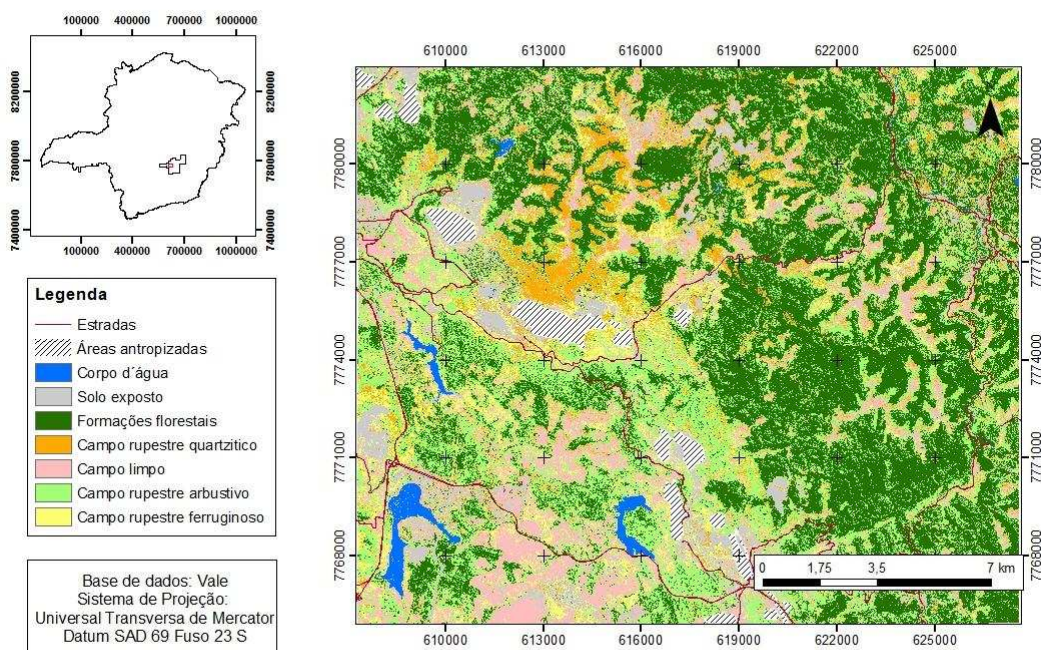 100000 400000 700000 1000000
8200000 8200000
7800000 7800000
7400000 7400000
Legenda
Estradas
Áreas antropizadas
Corpo d´água
Solo exposto
Formações florestais
Campo rupestre quartzitico
Campo limpo
Campo rupestre arbustivo
Campo rupestre ferruginoso
Base de dados: Vale
Sistema de Projeção:
Universal Transversa de Mercator
Datum SAD 69 Fuso 23 S
610000 613000 616000 619000 622000 625000
7780000 7780000
7777000 7777000
7774000 7774000
7771000 7771000
7768000 7768000
0 1,75 3,5 7 km
610000 613000 616000 619000 622000 625000